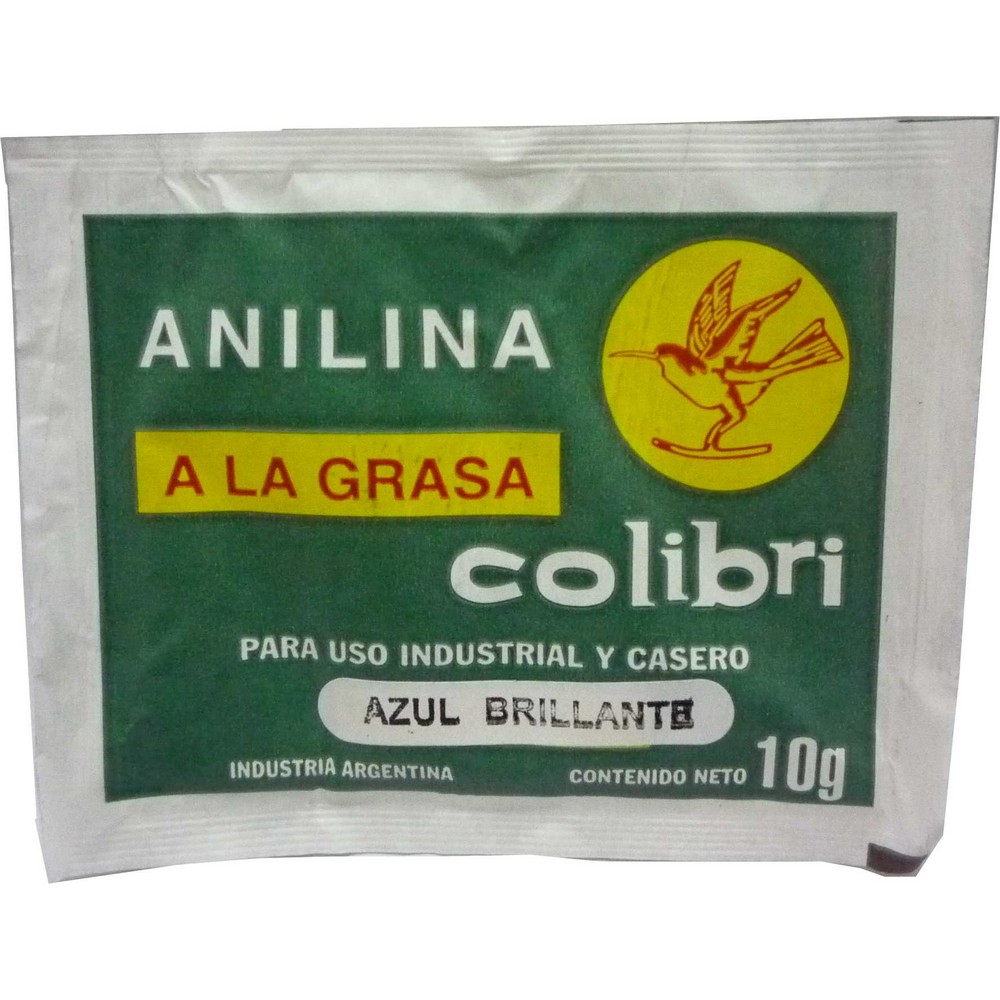 ANILINA
A LA GRASA
colibri
PARA USO INDUSTRIAL Y CASERO
AZUL BRILLANTE
INDUSTRIA ARGENTINA
CONTENIDO NETO 10g